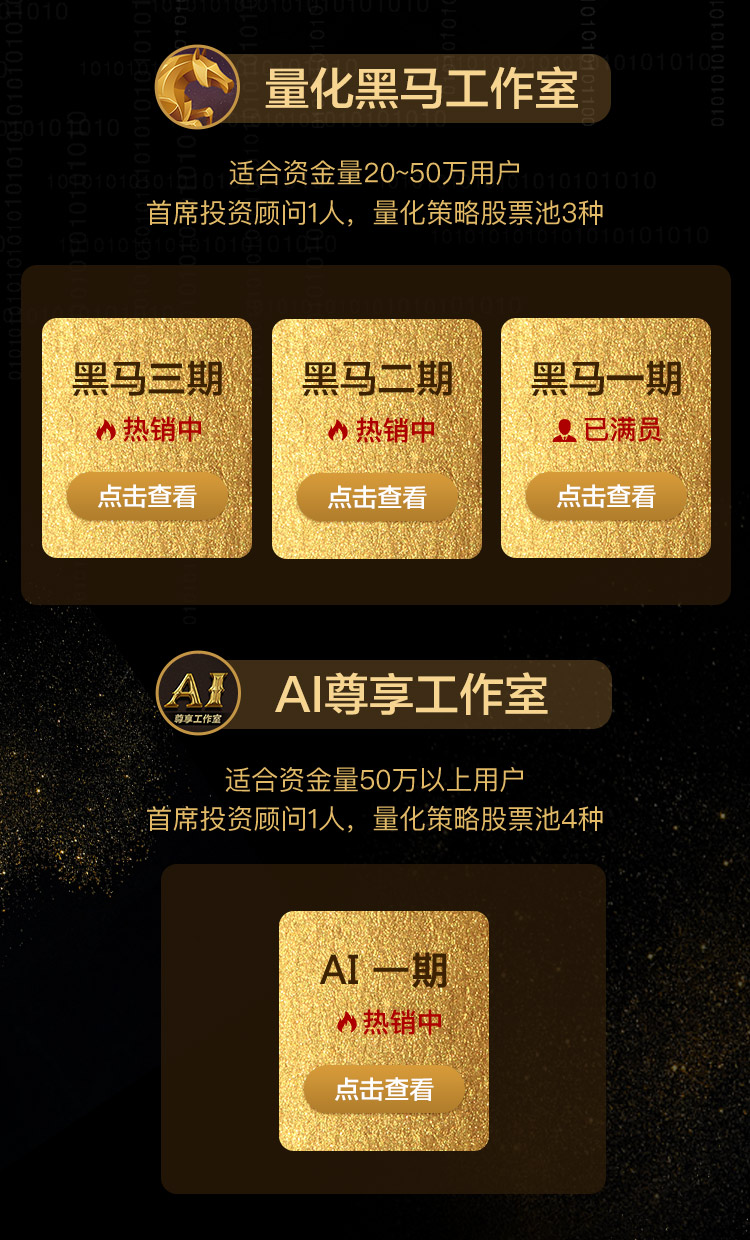 量化黑马工作室
适合资金量20~50万用户
首席投资顾问1人，量化策略股票池3种
黑马三期
热销中
点击查看
黑马二期
热销中
点击查看
黑马一期
已满员
点击查看
AI
尊享工作室
AI尊享工作室
适合资金量50万以上用户
首席投资顾问1人，量化策略股票池4种
AI 一期
热销中
点击查看